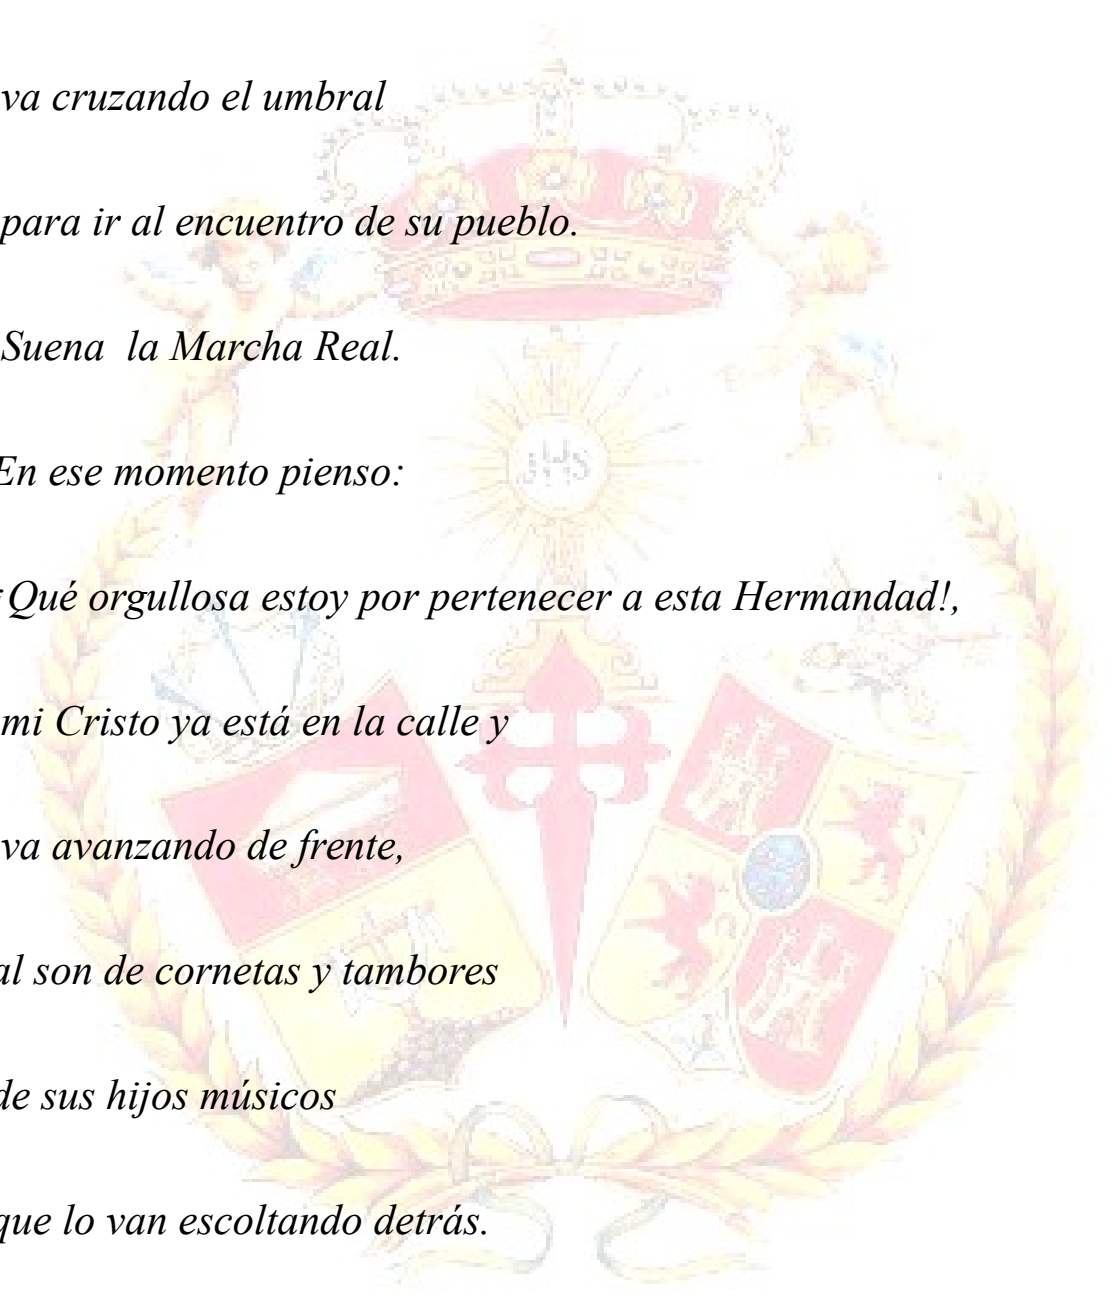 va cruzando el umbral
para ir al encuentro de su pueblo.
Suena  la Marcha Real.
En ese momento pienso:
¡Qué orgullosa estoy por pertenecer a esta Hermandad!,
mi Cristo ya está en la calle y
va avanzando de frente,
al son de cornetas y tambores
de sus hijos músicos
que lo van escoltando detrás.
JHS